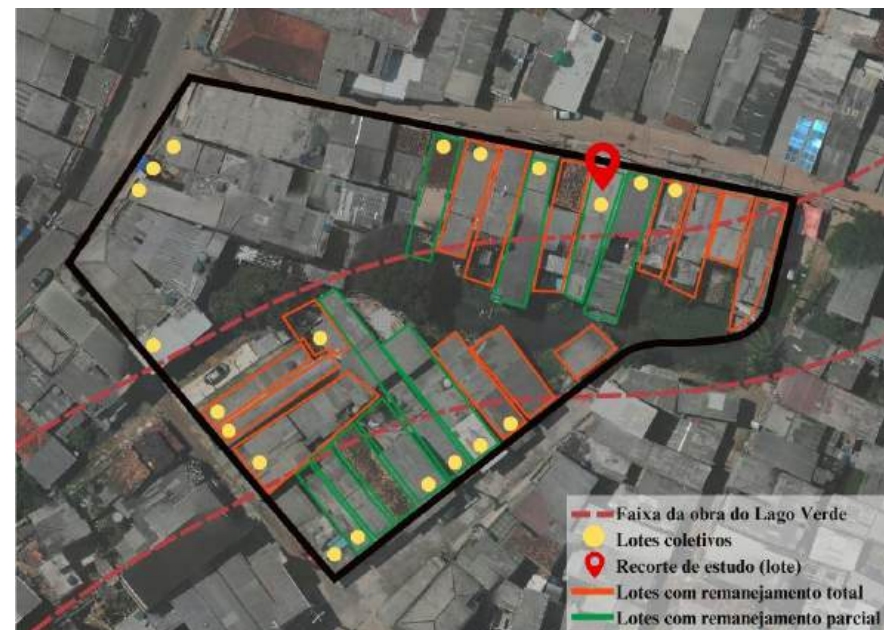 Faixa da obra do Lago Verde
Lotes coletivos
Recorte de estudo (lote)
Lotes com remanejamento total
Lotes com remanejamento parcial